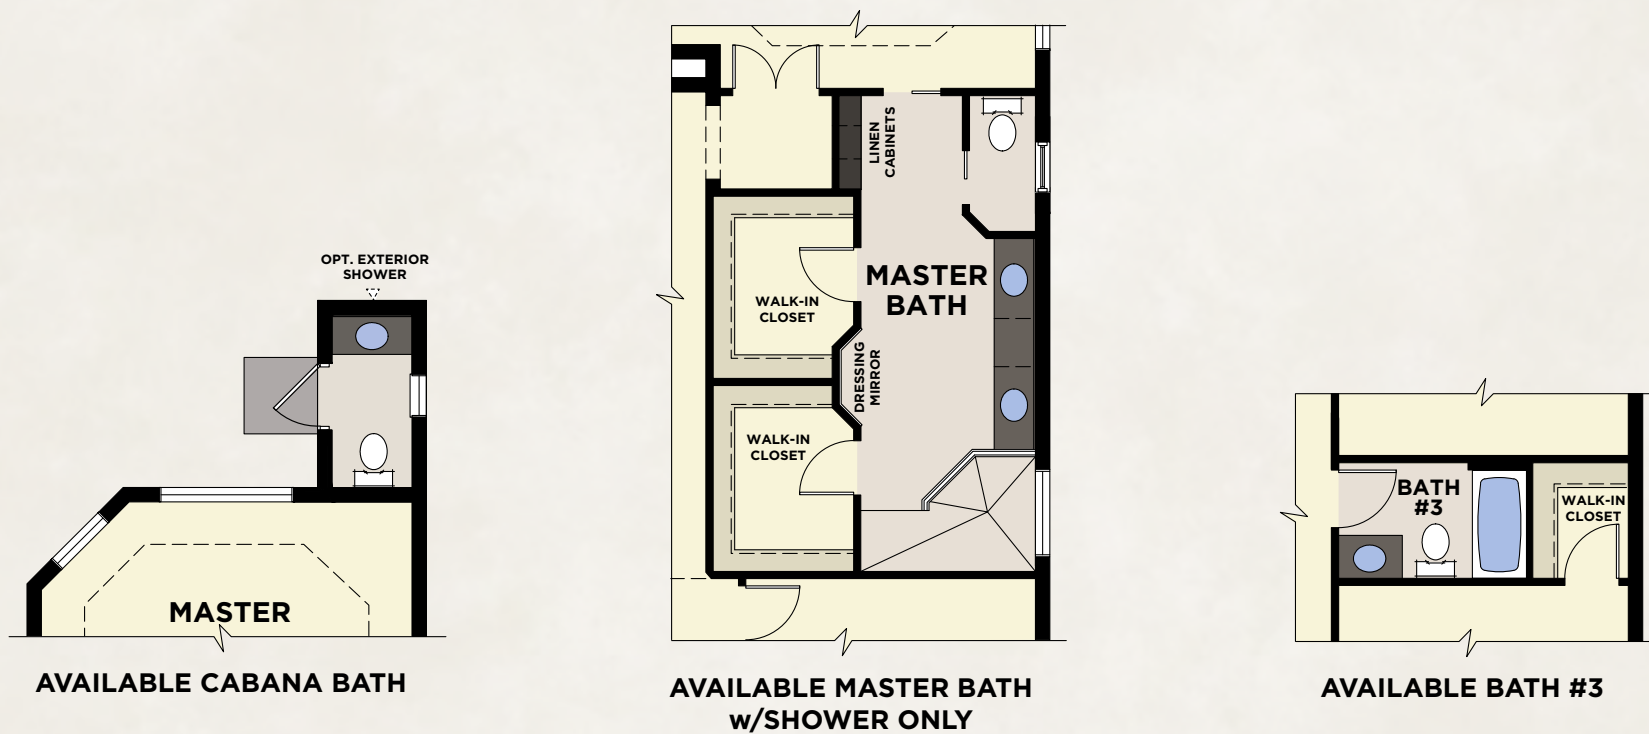 OPT. EXTERIOR
SHOWER
MASTER
AVAILABLE CABANA BATH
LINEN
CABINETS
MASTER
BATH
WALK-IN
CLOSET
DRESSING
MIRROR
WALK-IN
CLOSET
AVAILABLE MASTER BATH
w/SHOWER ONLY
BATH
#3
WALK-IN
CLOSET
AVAILABLE BATH #3